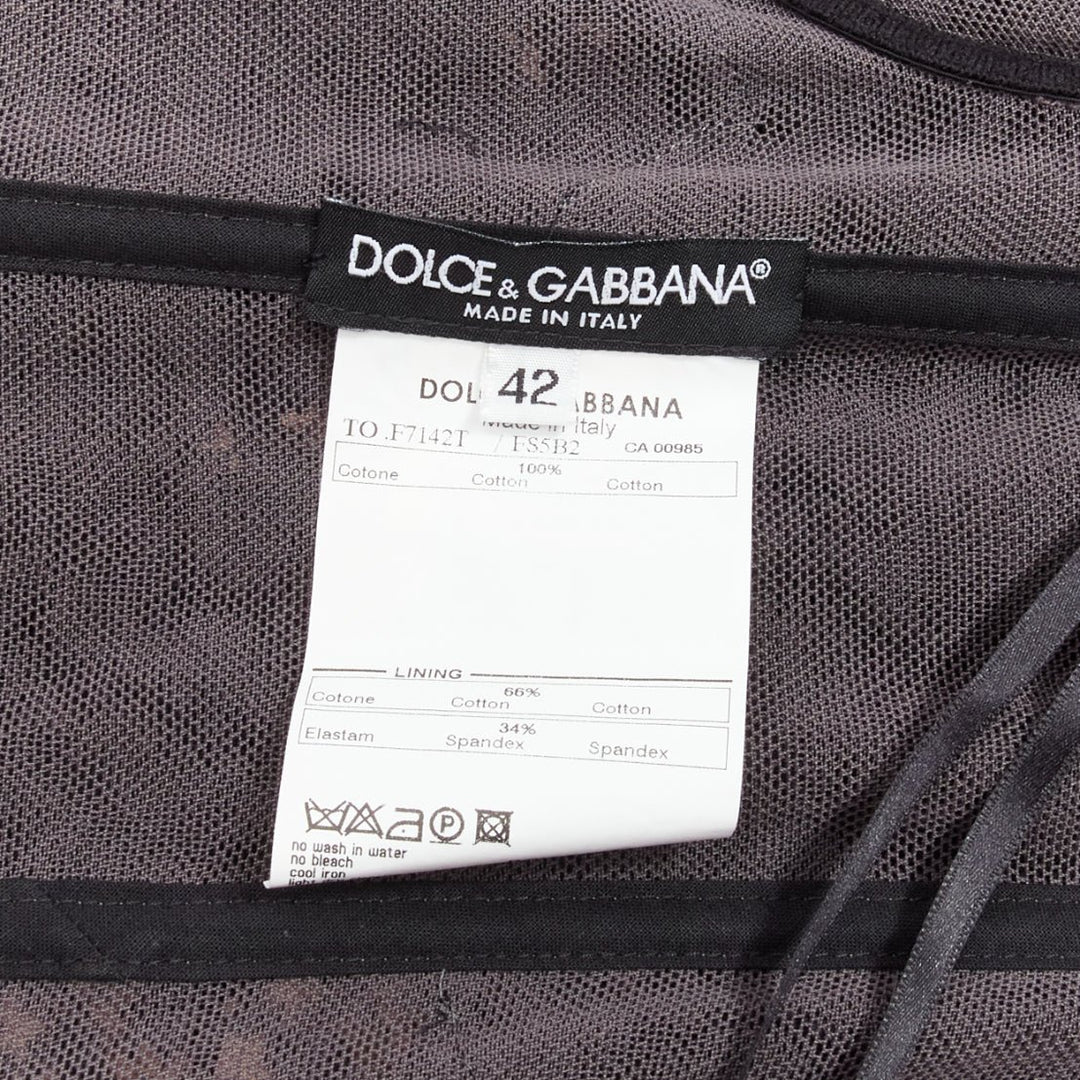 DOLCE & GABBANA®
MADE IN ITALY
42
DOL ABBANA
Made in Italy
TO .F7142T / FS5B2 CA 00985
100%
Cotone Cotton Cotton
LINING
66%
Cotone Cotton Cotton
34%
Elastam Spandex Spandex
P
no wash in water
no bleach
cool iron